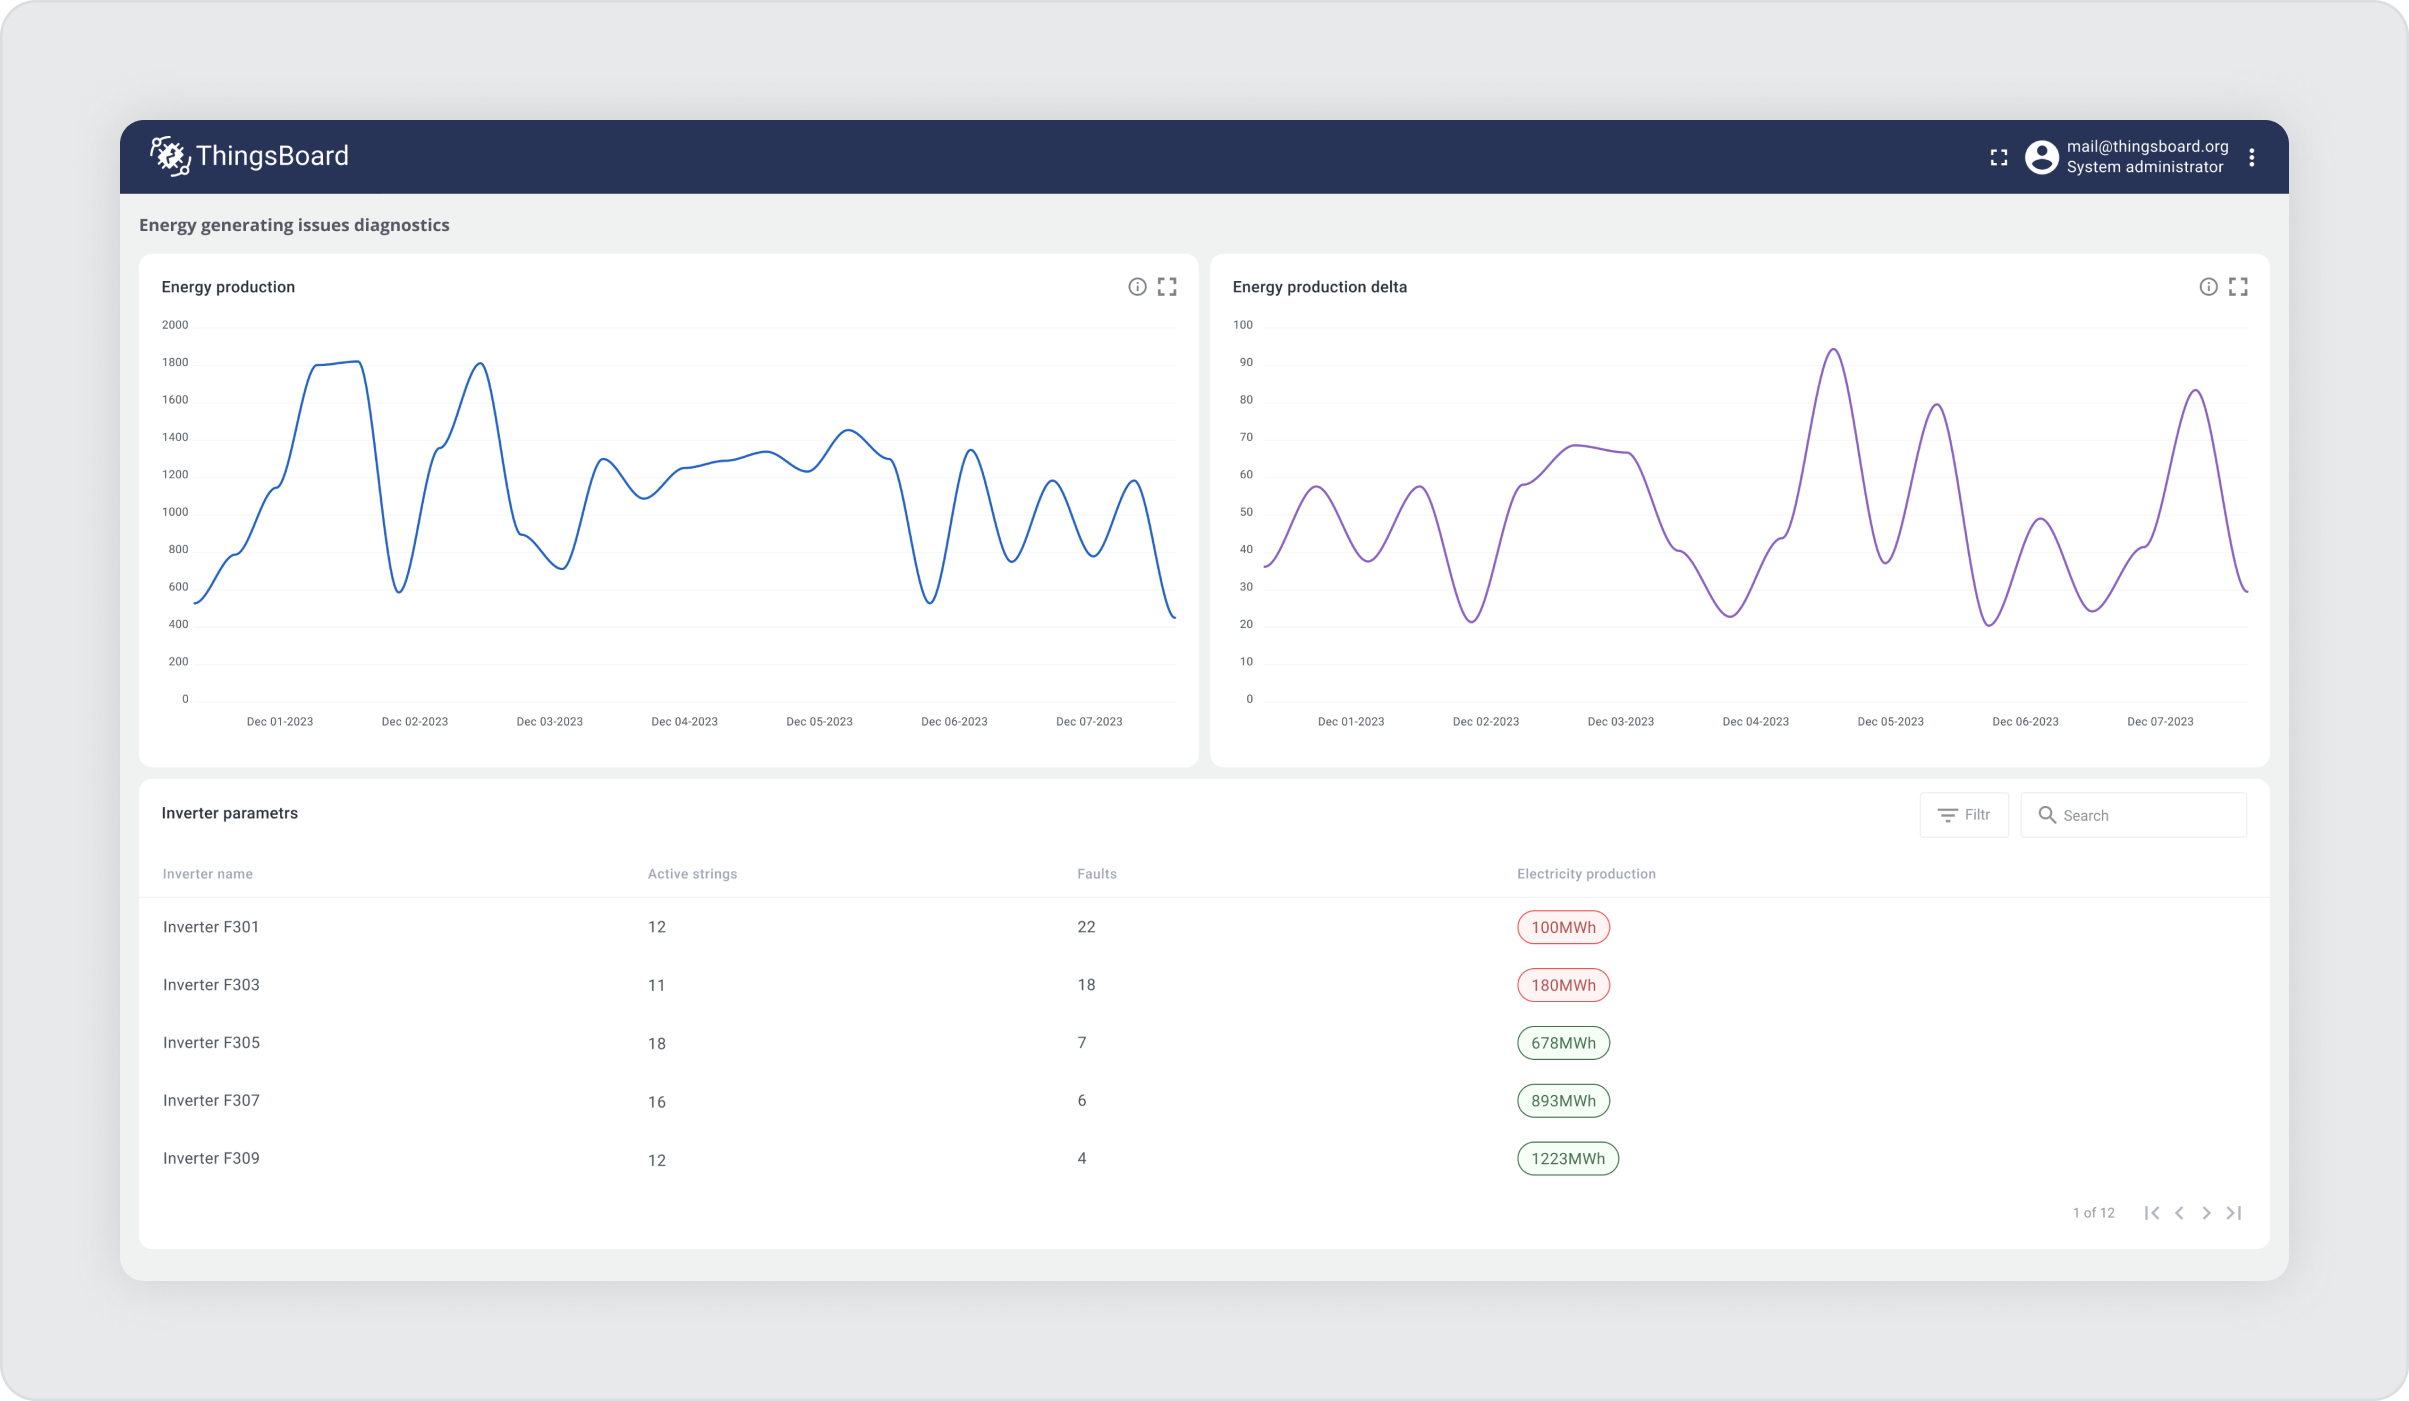 ThingsBoard
mail@thingsboard.org
System administrator
Energy generating issues diagnostics
Energy production
2000
1800
1600
1400
1200
1000
800
600
400
200
0
Dec 01-2023 Dec 02-2023 Dec 03-2023 Dec 04-2023 Dec 05-2023 Dec 06-2023 Dec 07-2023
Energy production delta
100
90
80
70
60
50
40
30
20
10
0
Dec 01-2023 Dec 02-2023 Dec 03-2023 Dec 04-2023 Dec 05-2023 Dec 06-2023 Dec 07-2023
Inverter parametrs
Filtr
Search
Inverter name Active strings Faults Electricity production
Inverter F301 12 22 100MWh
Inverter F303 11 18 180MWh
Inverter F305 18 7 678MWh
Inverter F307 16 6 893MWh
Inverter F309 12 4 1223MWh
1 of 12